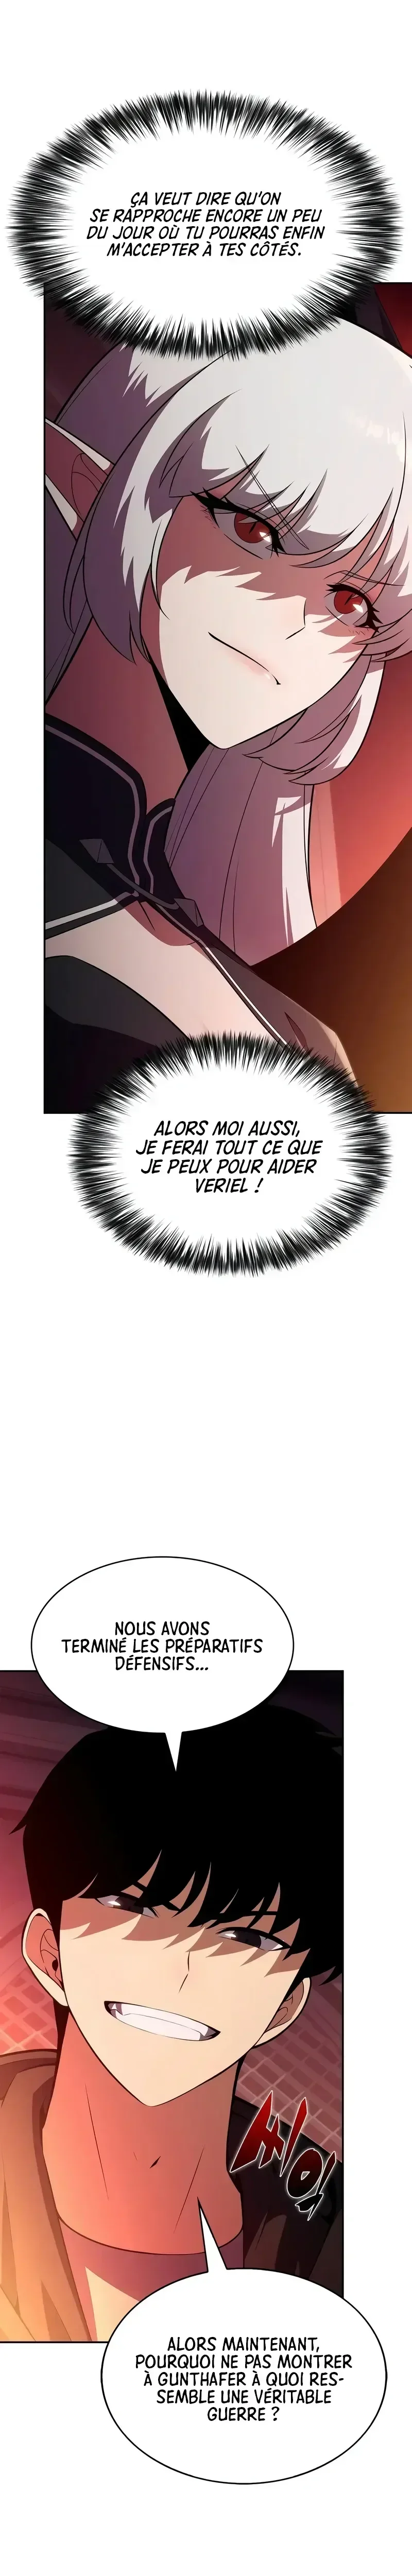 ÇA VEUT DIRE QU'ON
SE RAPPROCHE ENCORE UN PEU
DU JOUR OÙ TU POURRAS ENFIN
M'ACCEPTER À TES CÔTÉS.
ALORS MOI AUSSI,
JE FERAI TOUT CE QUE
JE PEUX POUR AIDER
VERIEL !
NOUS AVONS
TERMINÉ LES PRÉPARATIFS
DÉFENSIFS...
씨익
ALORS MAINTENANT,
POURQUOI NE PAS MONTRER
À GUNTHAFER À QUOI RES-
SEMBLE UNE VÉRITABLE
GUERRE ?